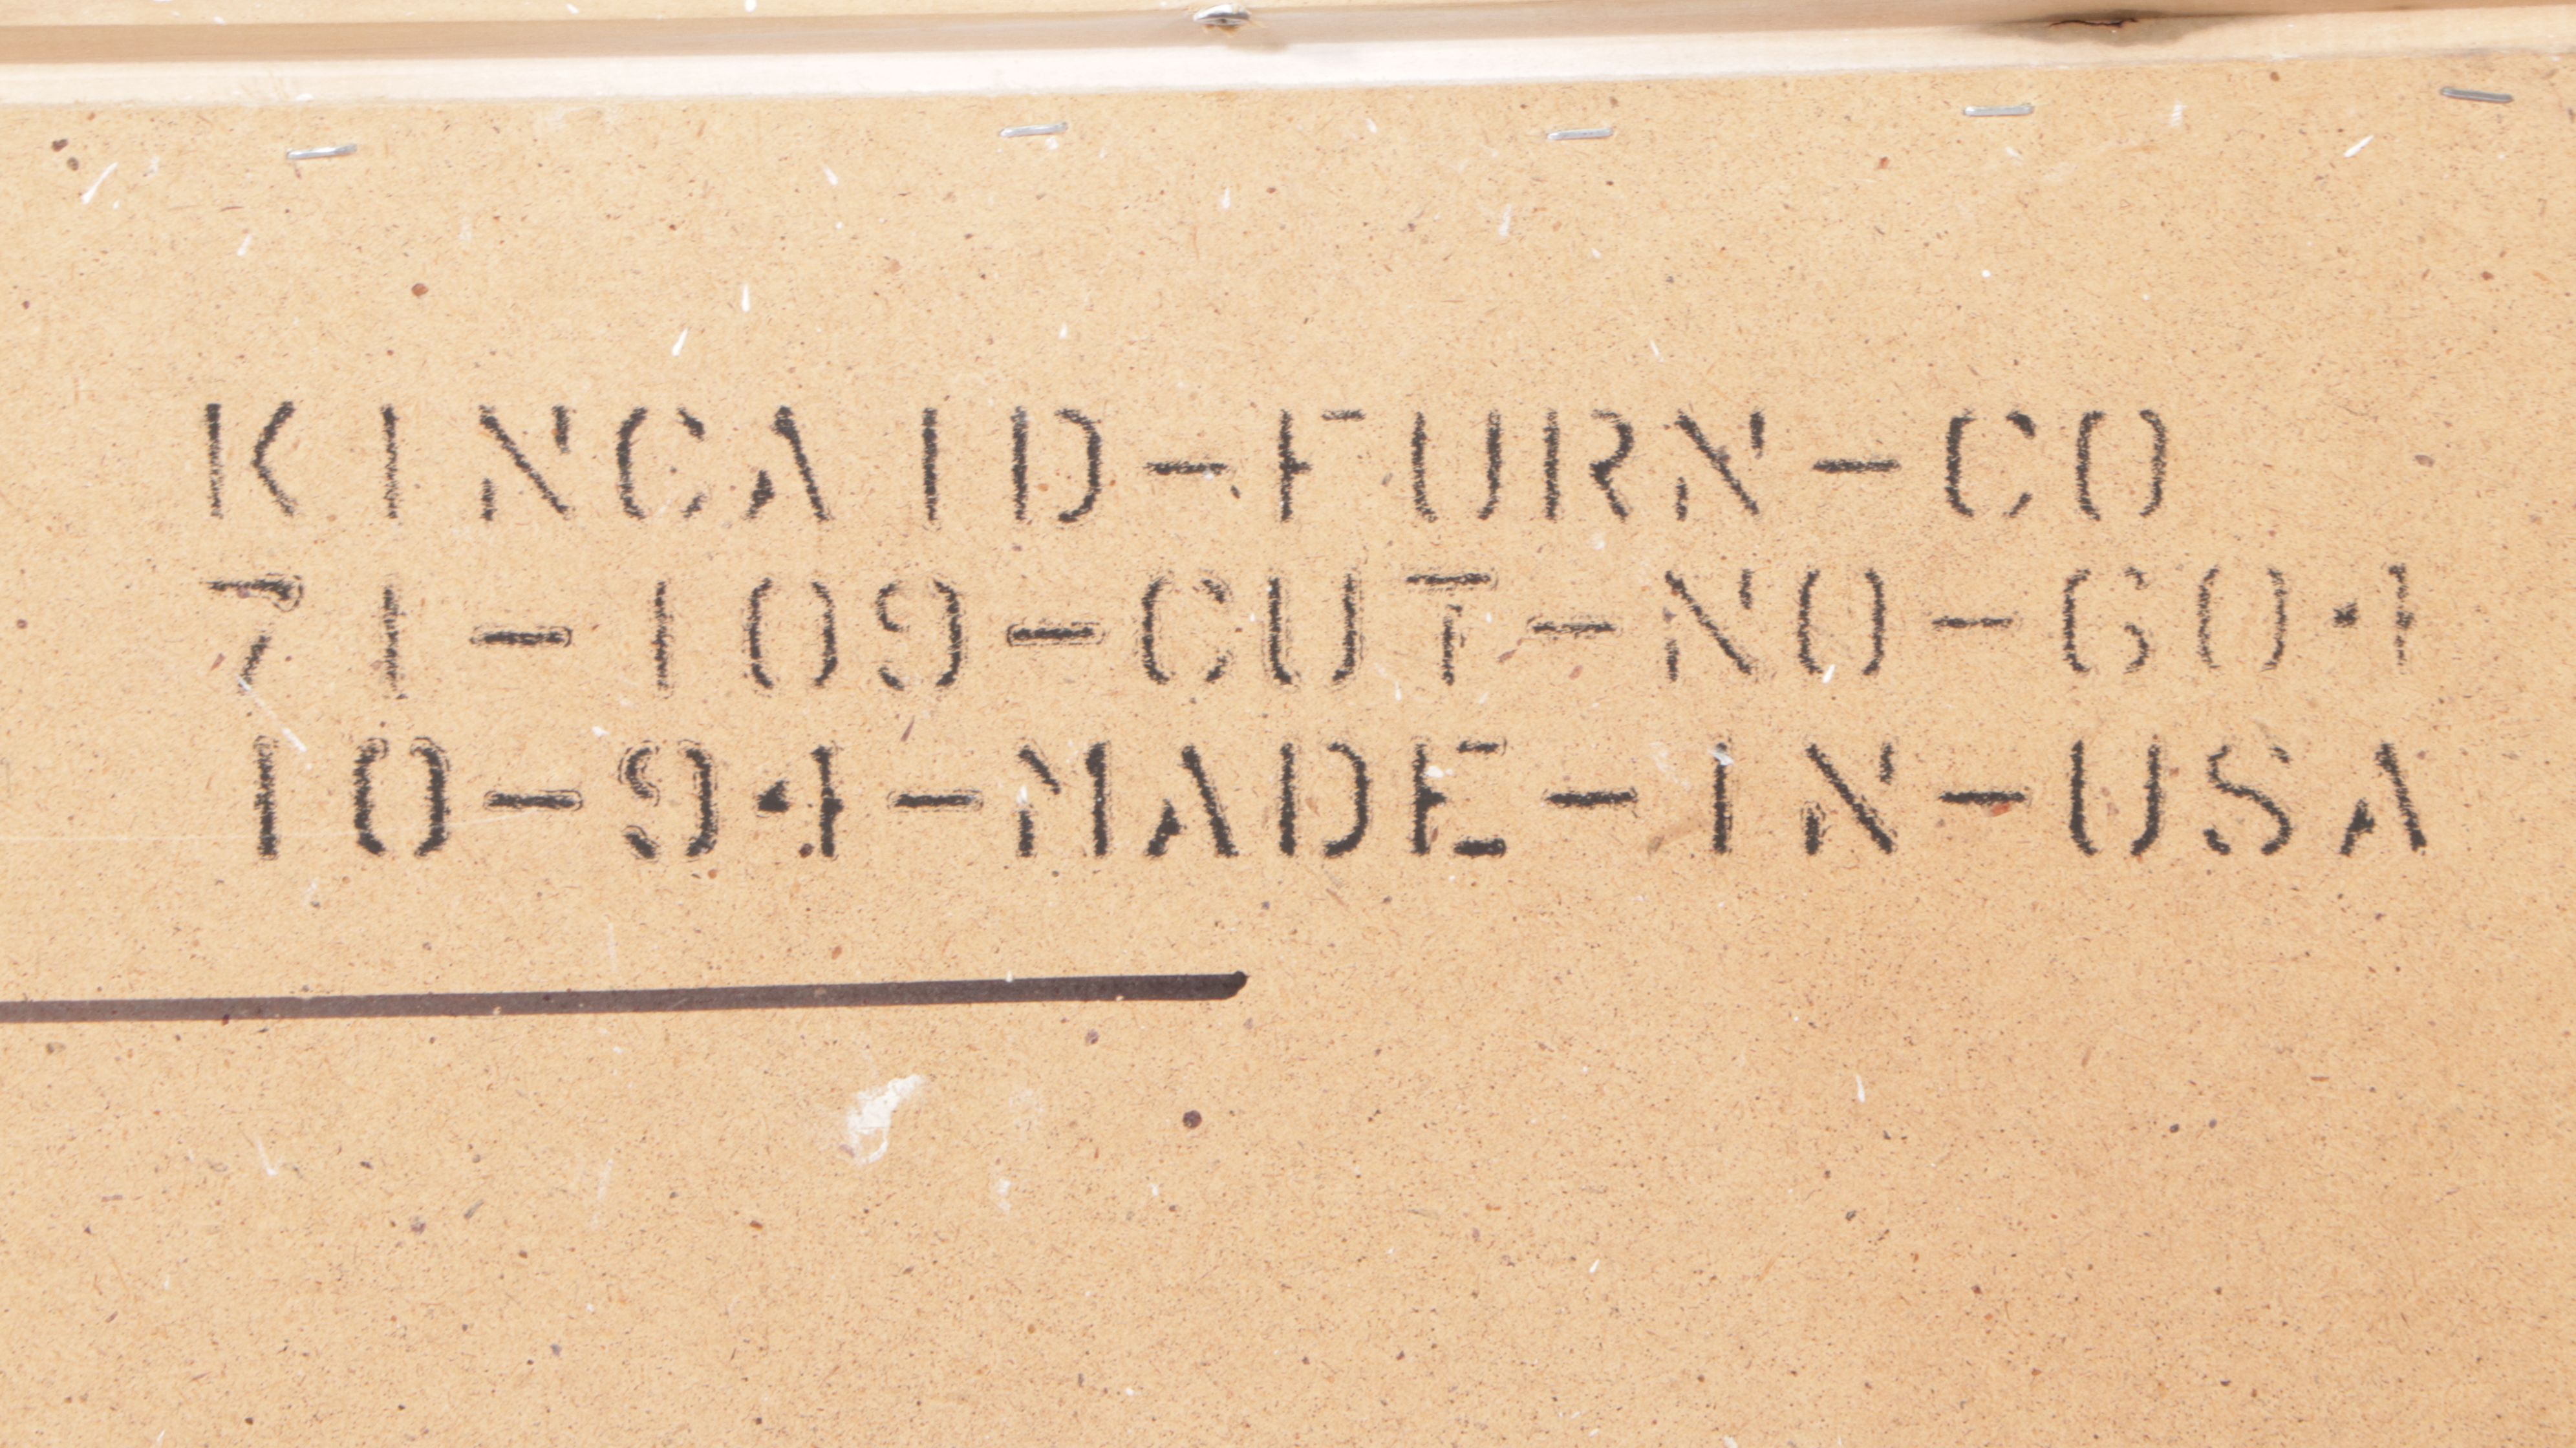 KINCAID-FURN-CO
71-109-CUT-NO-604
10-94-MADE-IN-USA